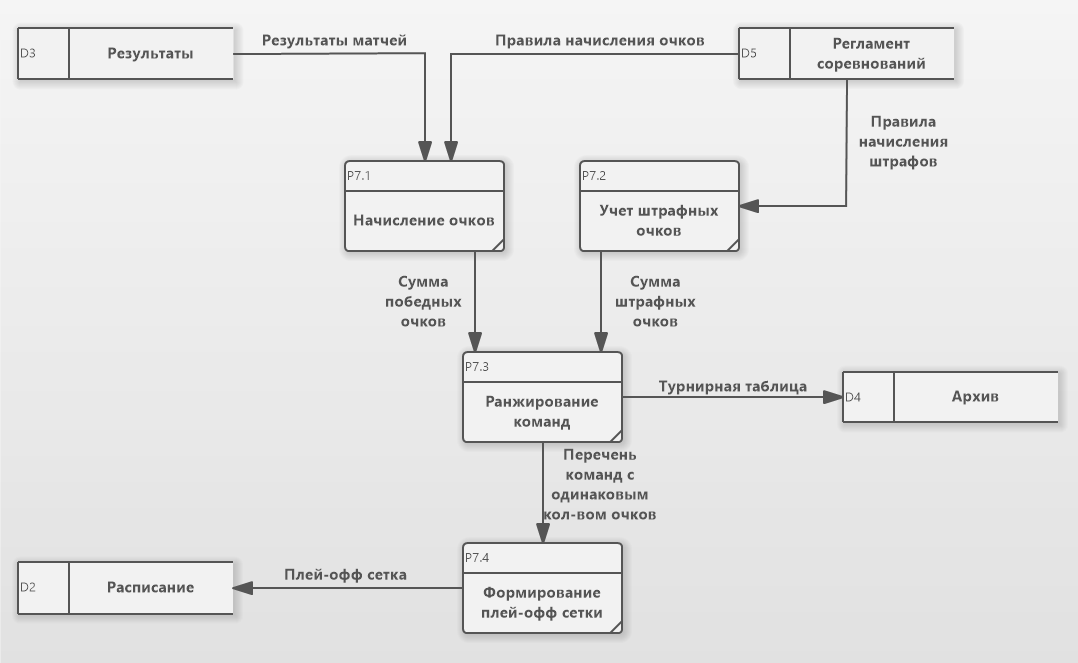 D3
Результаты
Результаты матчей
Правила начисления очков
D5
Регламент
соревнований
Правила
начисления
штрафов
P7.1
Начисление очков
P7.2
Учет штрафных
очков
Сумма
победных
очков
Сумма
штрафных
очков
P7.3
Ранжирование
команд
Турнирная таблица
D4
Архив
Перечень
команд с
одинаковым
кол-вом очков
P7.4
Формирование
плей-офф сетки
Плей-офф сетка
D2
Расписание